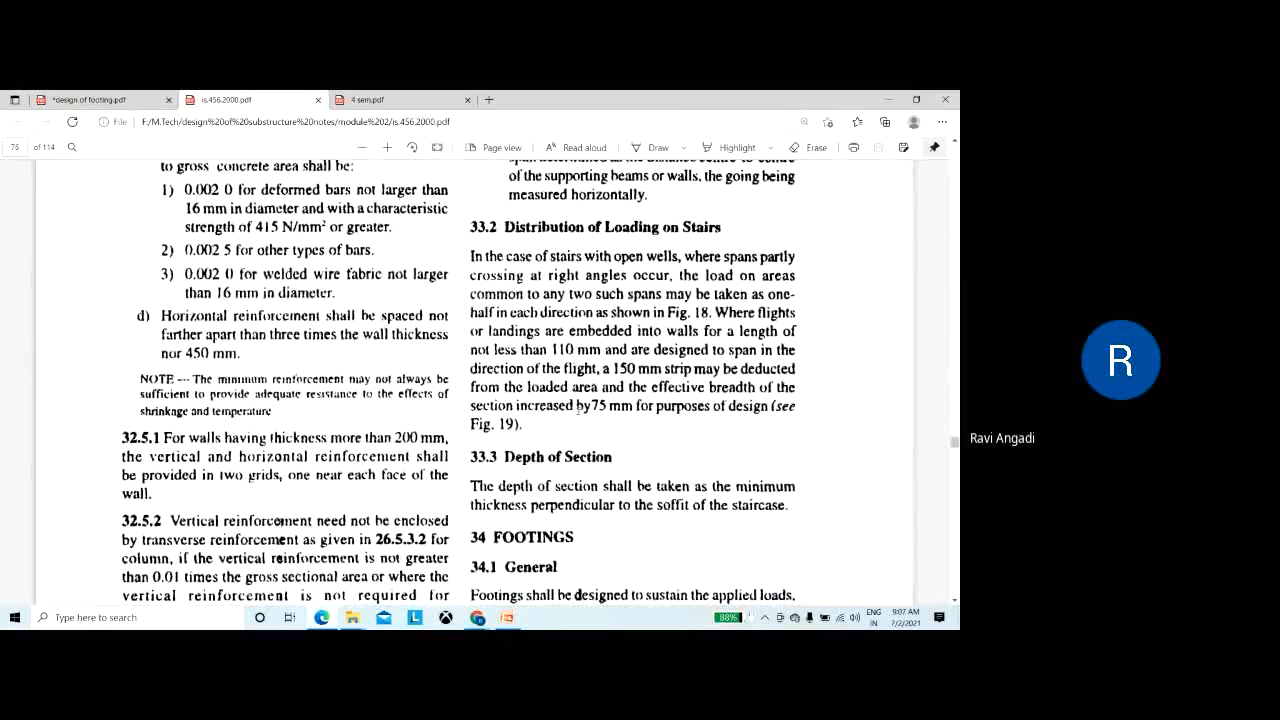 *design of footing.pdf
is.456.2000.pdf
4 sem.pdf
File
F:/M.Tech/design%20of%20substructure%20notes/module%202/is.456.2000.pdf
76 of 114
Page view
Read aloud
Draw
Highlight
Erase
to gross concrete area shall be:
1) 0.002 0 for deformed bars not larger than
16 mm in diameter and with a characteristic
strength of 415 N/mm² or greater.
2) 0.002 5 for other types of bars.
3) 0.002 0 for welded wire fabric not larger
than 16 mm in diameter.
d) Horizontal reinforcement shall be spaced not
farther apart than three times the wall thickness
nor 450 mm.
NOTE — The minimum reinforcement may not always be
sufficient to provide adequate resistance to the effects of
shrinkage and temperature
32.5.1 For walls having thickness more than 200 mm,
the vertical and horizontal reinforcement shall
be provided in two grids, one near each face of the
wall.
32.5.2 Vertical reinforcement need not be enclosed
by transverse reinforcement as given in 26.5.3.2 for
column, if the vertical reinforcement is not greater
than 0.01 times the gross sectional area or where the
vertical reinforcement is not required for
of the supporting beams or walls, the going being
measured horizontally.
33.2 Distribution of Loading on Stairs
In the case of stairs with open wells, where spans partly
crossing at right angles occur, the load on areas
common to any two such spans may be taken as one-
half in each direction as shown in Fig. 18. Where flights
or landings are embedded into walls for a length of
not less than 110 mm and are designed to span in the
direction of the flight, a 150 mm strip may be deducted
from the loaded area and the effective breadth of the
section increased by 75 mm for purposes of design (see
Fig. 19).
33.3 Depth of Section
The depth of section shall be taken as the minimum
thickness perpendicular to the soffit of the staircase.
34 FOOTINGS
34.1 General
Footings shall be designed to sustain the applied loads,
R
Ravi Angadi
Type here to search
88%
ENG
IN
9:07 AM
7/2/2021